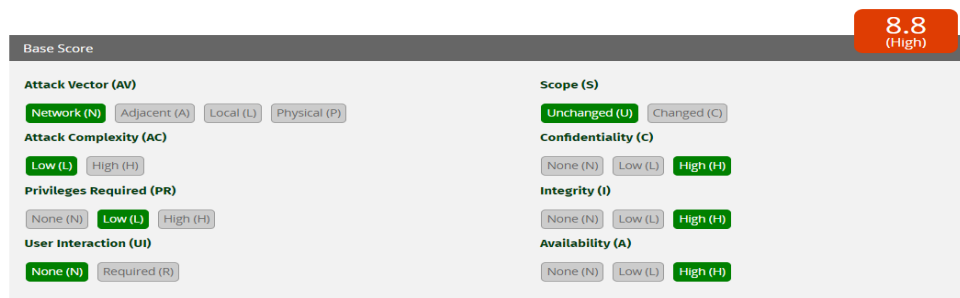 8.8
(High)
Base Score
Attack Vector (AV)
Network (N) Adjacent (A) Local (L) Physical (P)
Attack Complexity (AC)
Low (L) High (H)
Privileges Required (PR)
None (N) Low (L) High (H)
User Interaction (UI)
None (N) Required (R)
Scope (S)
Unchanged (U) Changed (C)
Confidentiality (C)
None (N) Low (L) High (H)
Integrity (I)
None (N) Low (L) High (H)
Availability (A)
None (N) Low (L) High (H)